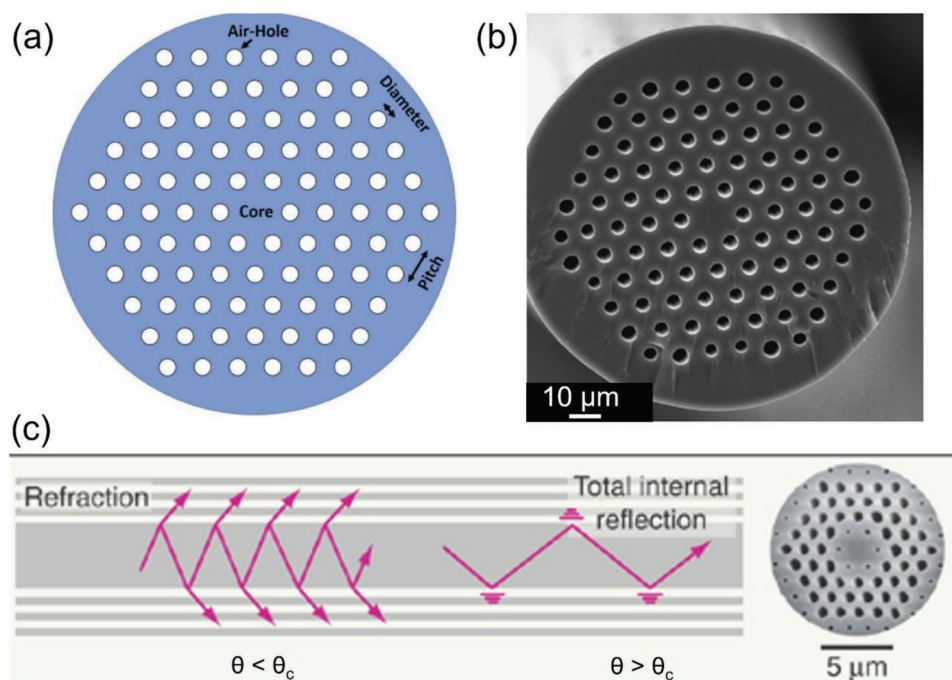 (a)
Air-Hole
Diameter
Core
Pitch
(b)
10 µm
(c)
Refraction
Total internal
reflection
θ < θc
θ > θc
5 µm